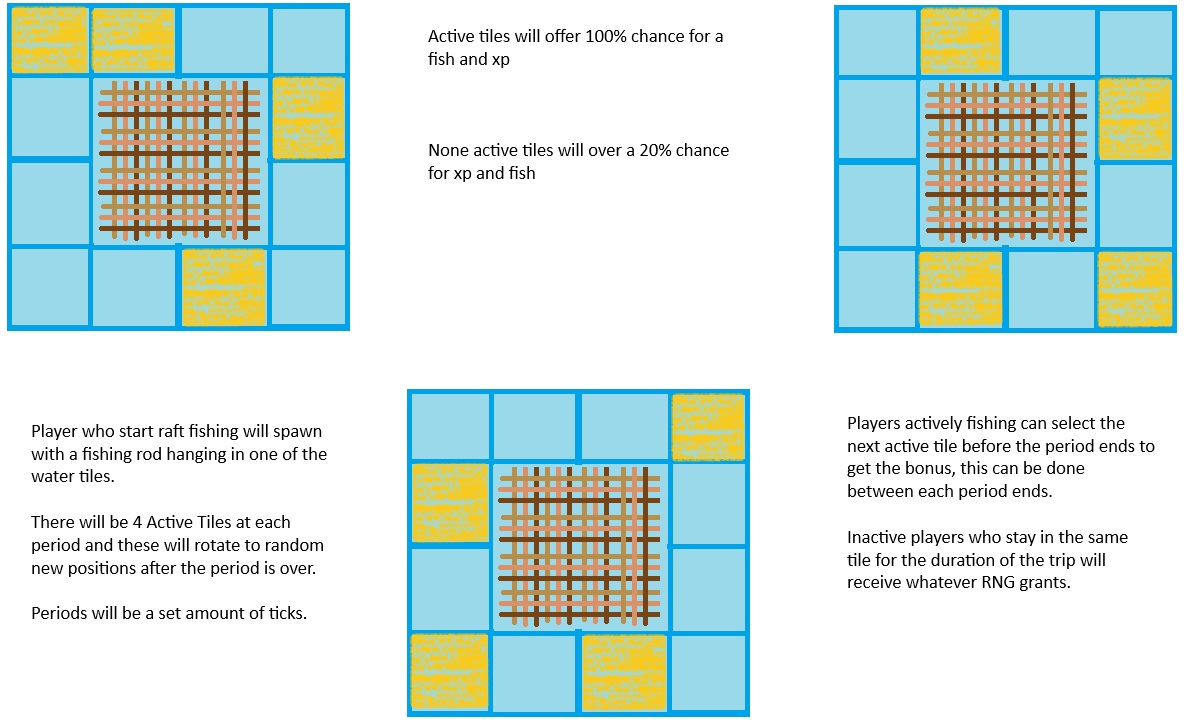 Active tiles will offer 100% chance for a
fish and xp
None active tiles will over a 20% chance
for xp and fish
Player who start raft fishing will spawn
with a fishing rod hanging in one of the
water tiles.
There will be 4 Active Tiles at each
period and these will rotate to random
new positions after the period is over.
Periods will be a set amount of ticks.
Players actively fishing can select the
next active tile before the period ends to
get the bonus, this can be done
between each period ends.
Inactive players who stay in the same
tile for the duration of the trip will
receive whatever RNG grants.